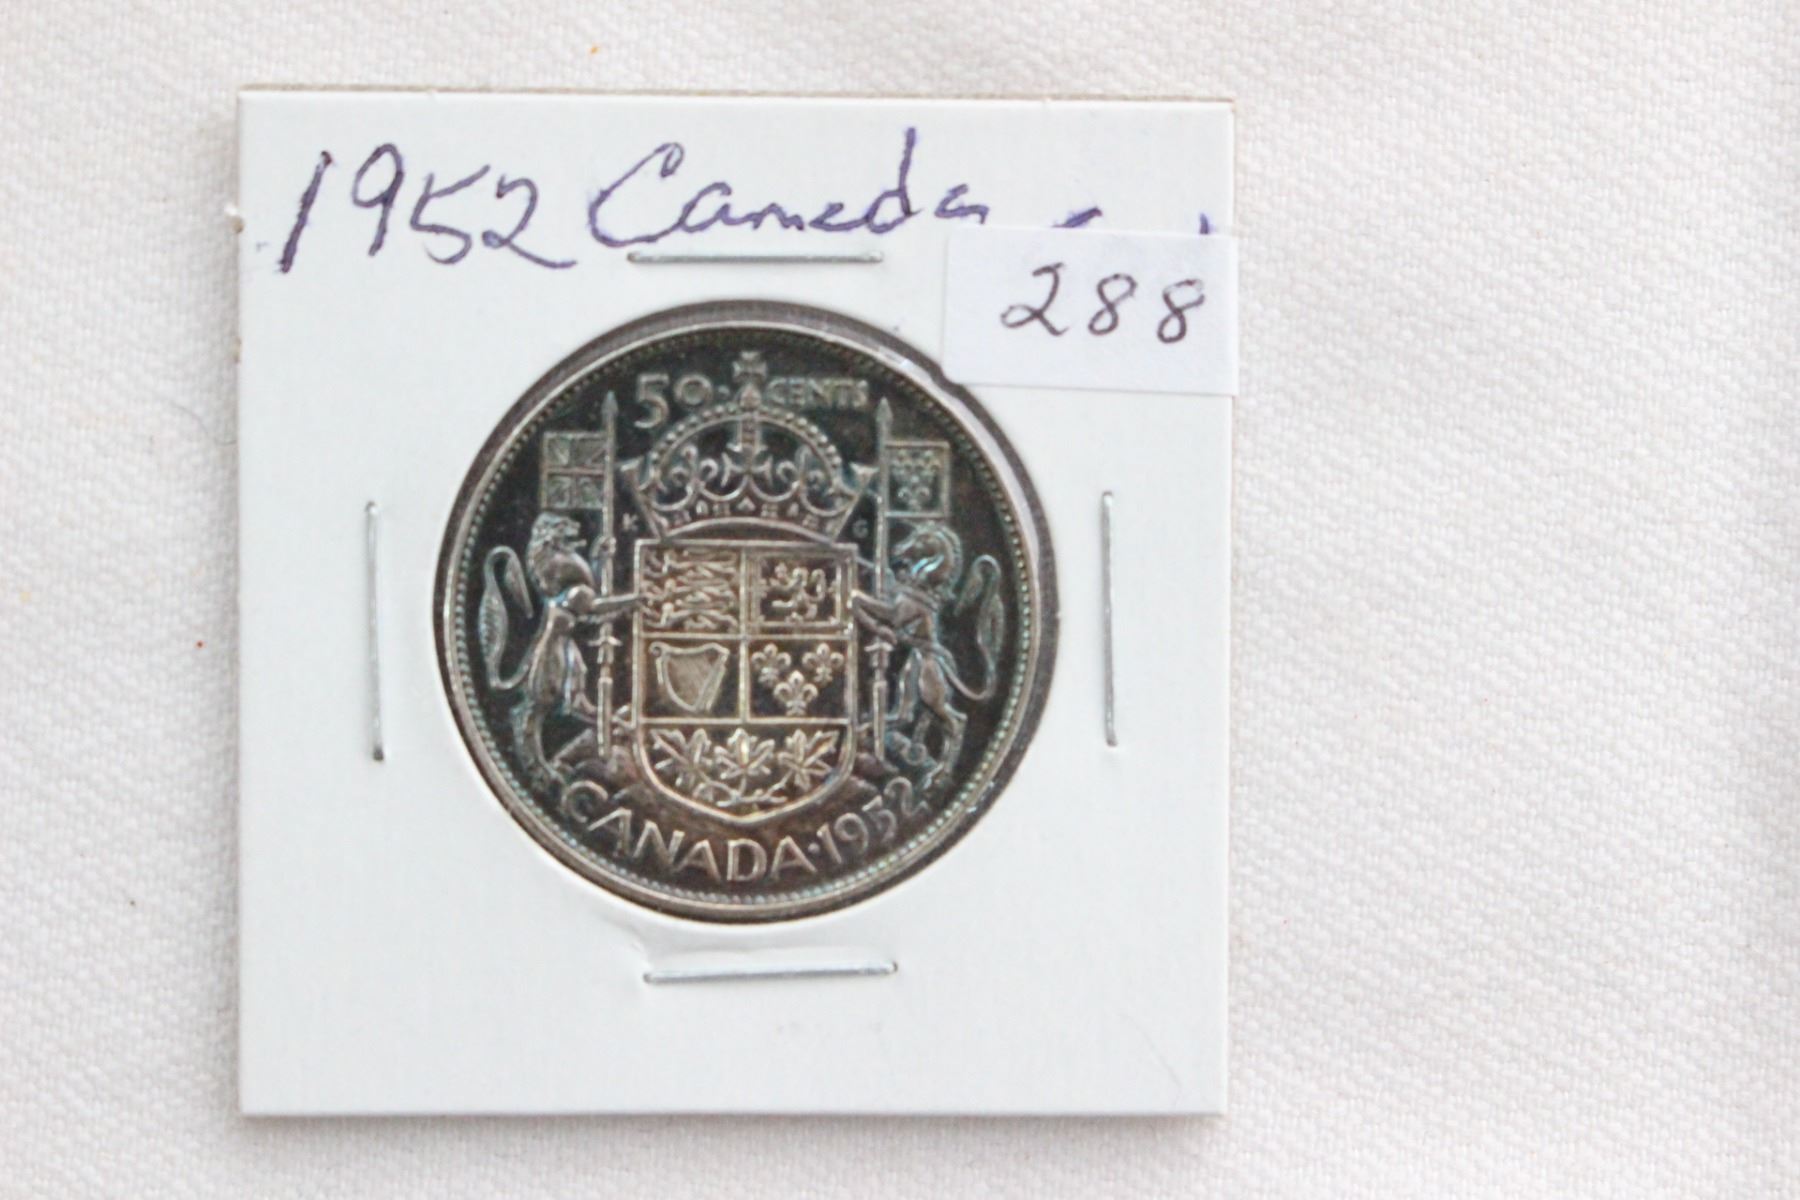 1952 Canada
288
50 · CENTS
K G
CANADA · 1952